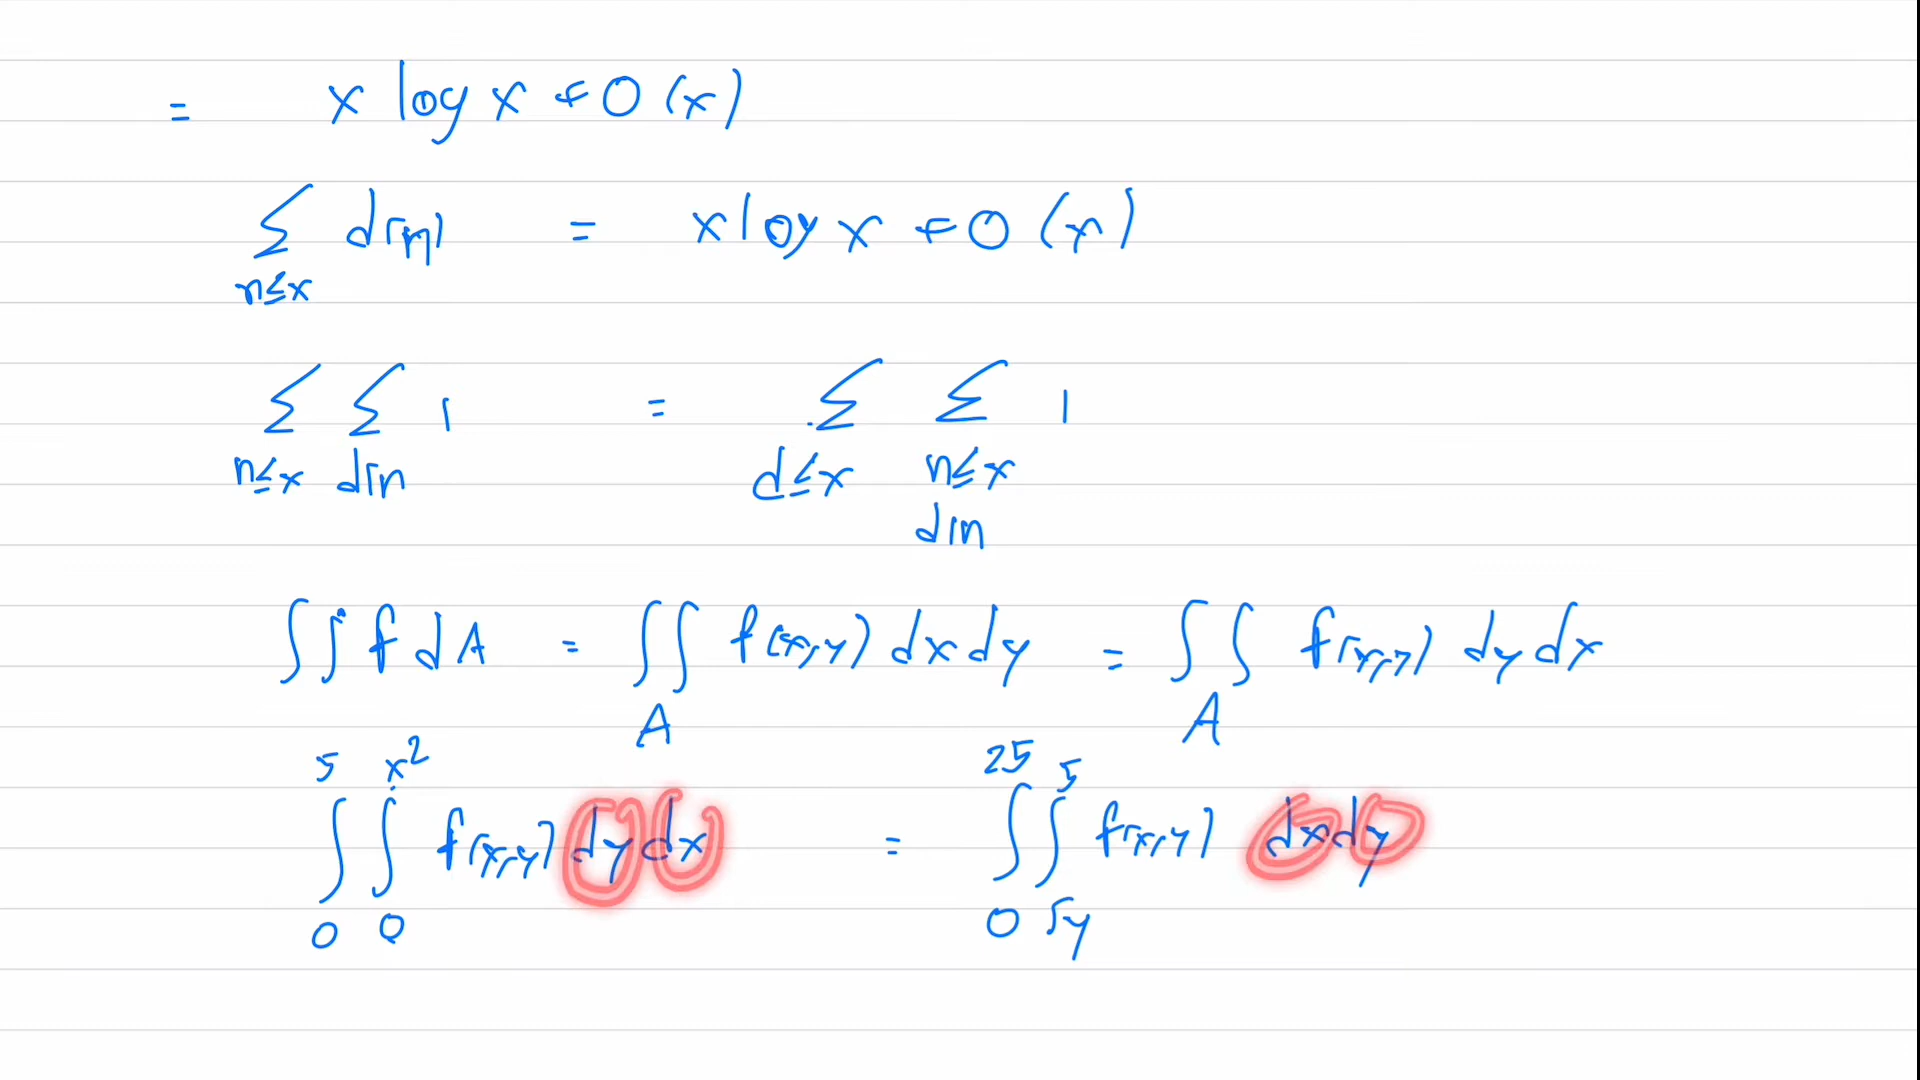 = x log x + O(x)
∑ d(n) = x log x + O(x)
n≤x
∑ ∑ 1 = ∑ ∑ 1
n≤x d|n d≤x n≤x
d|n
∫∫ f dA = ∫∫ f(x,y) dx dy = ∫∫ f(x,y) dy dx
A A
5 x² 25 5
∫ ∫ f(x,y) dy dx = ∫ ∫ f(x,y) dx dy
0 0 0 √y